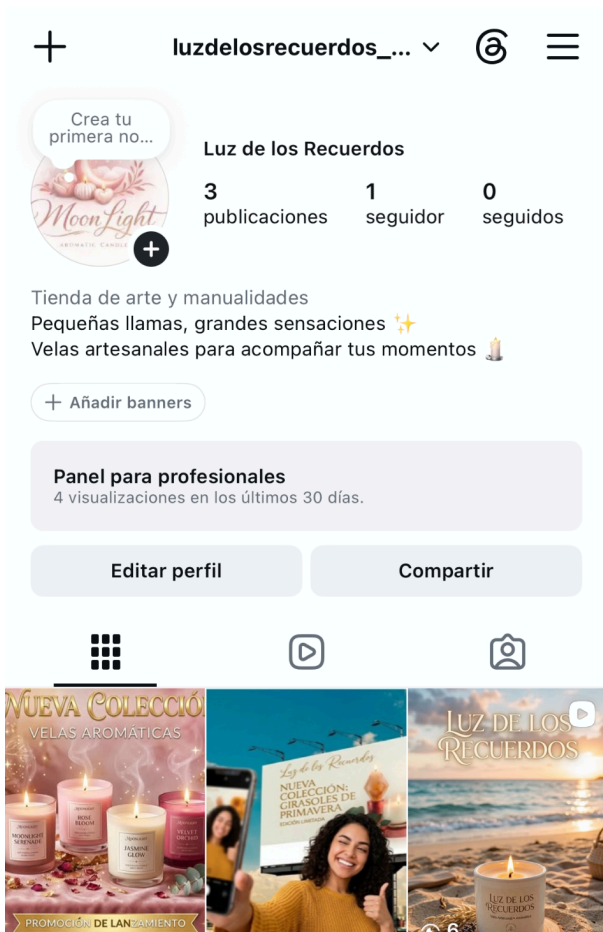 luzdelosrecuerdos_...
Crea tu
primera no...
Luz de los Recuerdos
3
1
0
publicaciones
seguidor
seguidos
Moon Light
AROMATIC CANDLE
Tienda de arte y manualidades
Pequeñas llamas, grandes sensaciones ✨
Velas artesanales para acompañar tus momentos 🕯️
+ Añadir banners
Panel para profesionales
4 visualizaciones en los últimos 30 días.
Editar perfil
Compartir
NUEVA COLECCIÓ
VELAS AROMÁTICAS
MOONLIGHT
SERENADE
ROSE
BLOOM
JASMINE
GLOW
VELVET
ORCHID
PROMOCIÓN DE LANZAMIENTO
Luz de los Recuerdos
NUEVA
COLECCIÓN:
GIRASOLES DE
PRIMAVERA
EDICIÓN LIMITADA
LUZ DE LOS
RECUERDOS
LUZ DE LOS
RECUERDOS
6